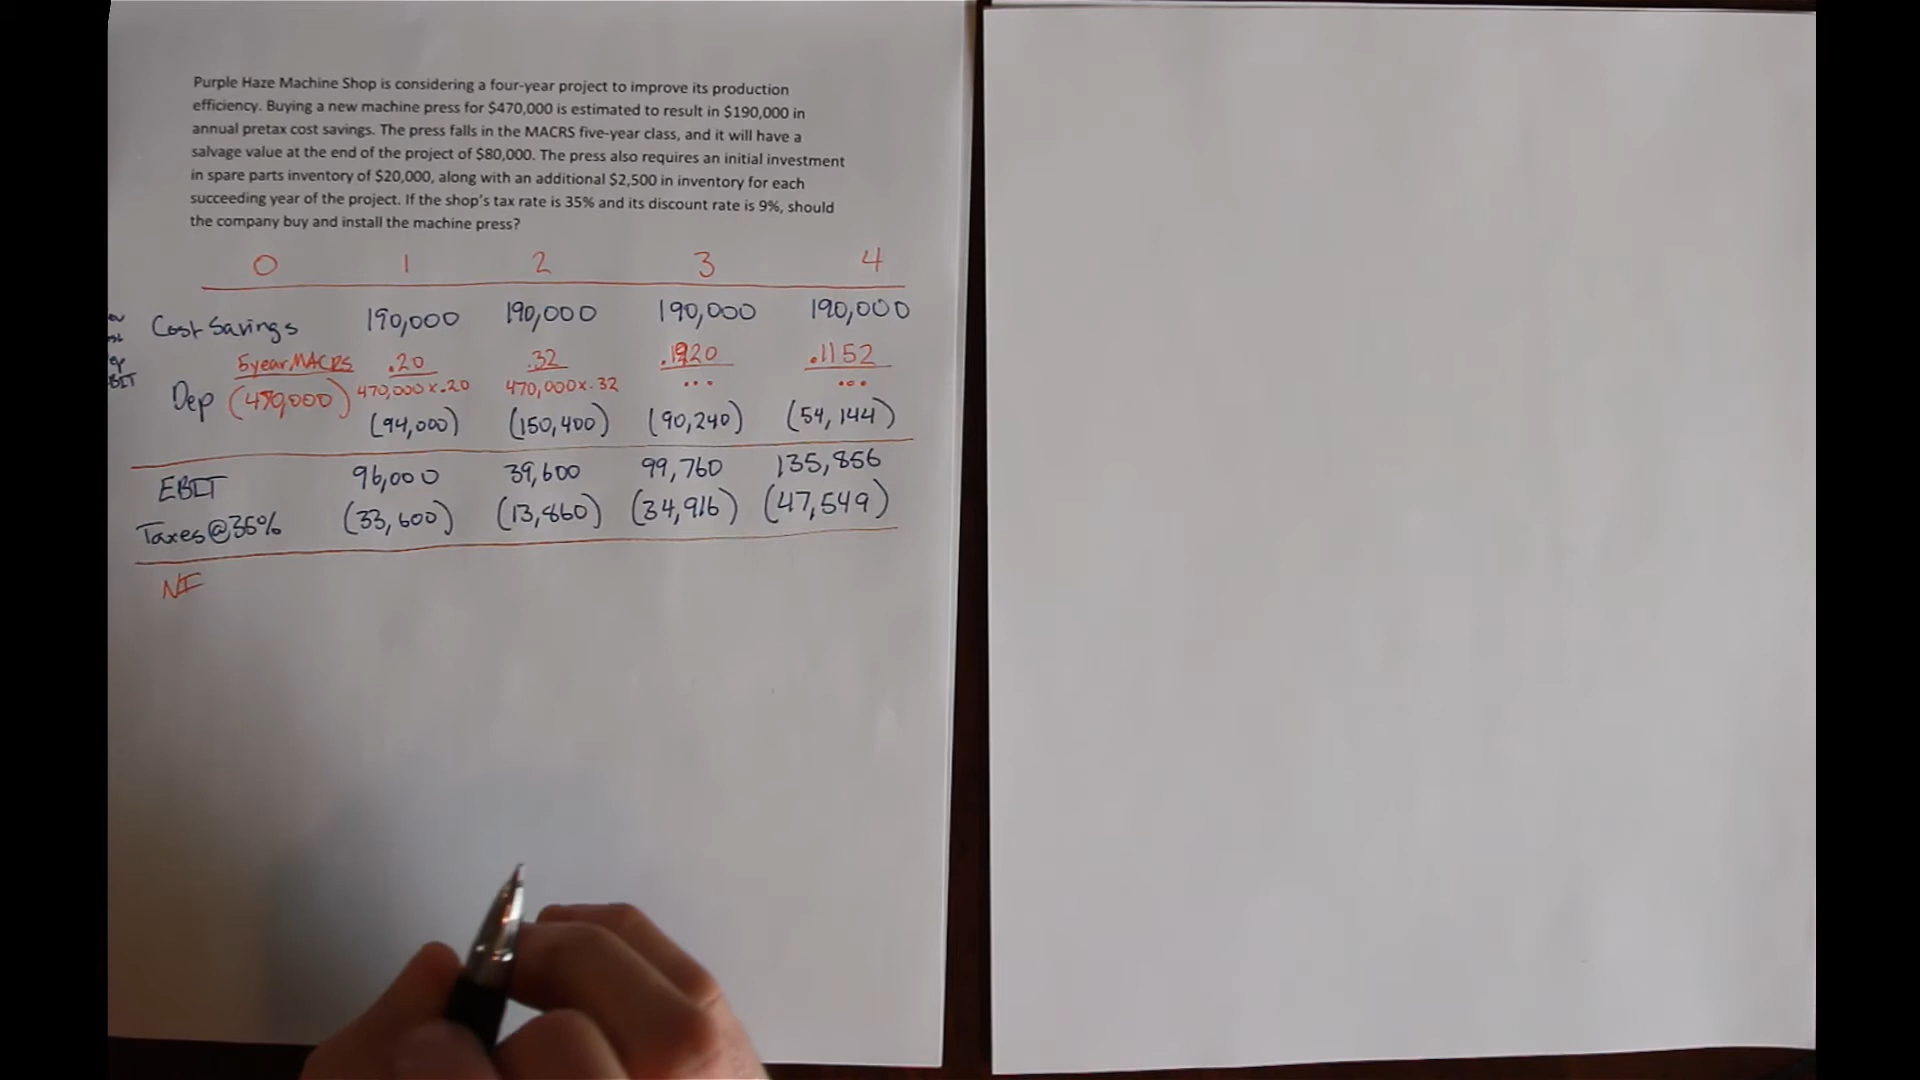 Purple Haze Machine Shop is considering a four-year project to improve its production
efficiency. Buying a new machine press for $470,000 is estimated to result in $190,000 in
annual pretax cost savings. The press falls in the MACRS five-year class, and it will have a
salvage value at the end of the project of $80,000. The press also requires an initial investment
in spare parts inventory of $20,000, along with an additional $2,500 in inventory for each
succeeding year of the project. If the shop's tax rate is 35% and its discount rate is 9%, should
the company buy and install the machine press?
0 1 2 3 4
Cost Savings 190,000 190,000 190,000 190,000
5 year MACRS .20 .32 .1920 .1152
Dep (470,000) 470,000x.20 470,000x.32 ... ...
(94,000) (150,400) (90,240) (54,144)
EBIT 96,000 39,600 99,760 135,856
Taxes@35% (33,600) (13,860) (34,916) (47,549)
NI